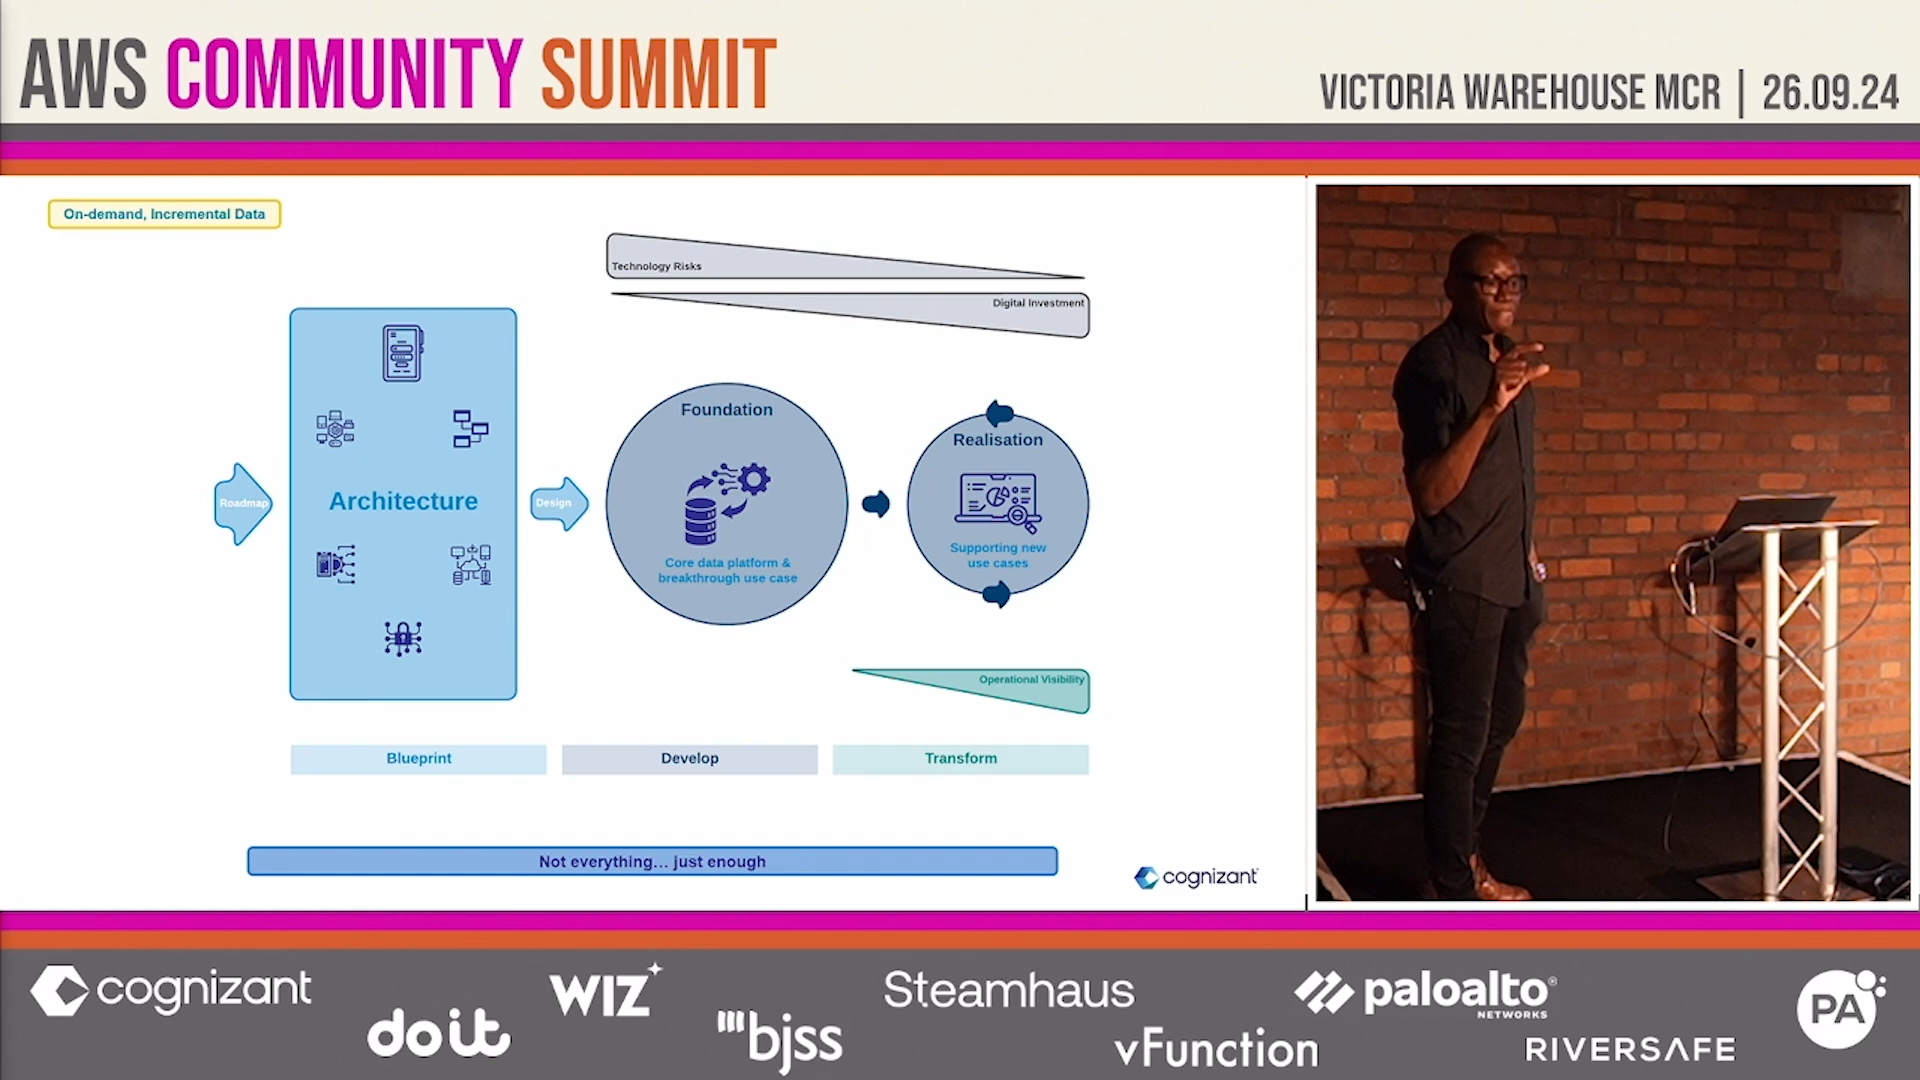 AWS COMMUNITY SUMMIT
VICTORIA WAREHOUSE MCR | 26.09.24
On-demand, Incremental Data
Technology Risks
Digital Investment
Roadmap
Architecture
Design
Foundation
Core data platform &
breakthrough use case
Realisation
Supporting new
use cases
Operational Visibility
Blueprint
Develop
Transform
Not everything... just enough
cognizant
cognizant
doit
WIZ
bjss
Steamhaus
vFunction
paloalto®
NETWORKS
RIVERSAFE
PA